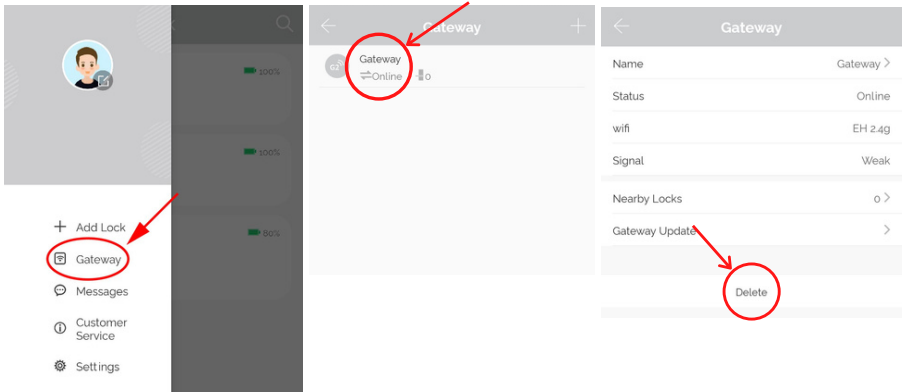 100%
100%
80%
Add Lock
Gateway
Messages
Customer
Service
Settings
Gateway
Gateway
G2
Online 0
Gateway
Name Gateway >
Status Online
wifi EH 2.4g
Signal Weak
Nearby Locks 0 >
Gateway Update >
Delete